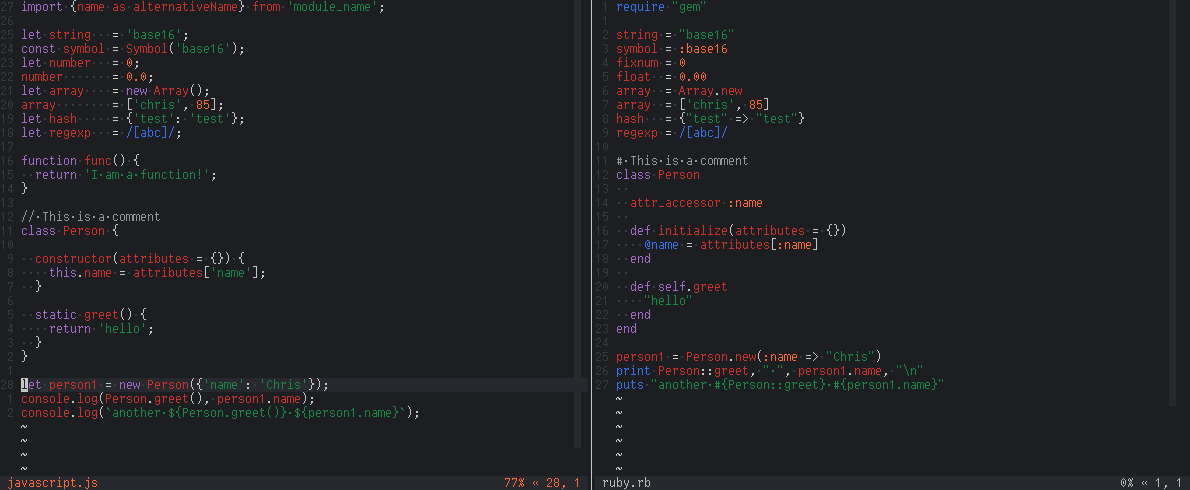 27 import {name as alternativeName} from 'module_name';
26
25 let string   = 'base16';
24 const symbol = Symbol('base16');
23 let number   = 0;
22 number       = 0.0;
21 let array    = new Array();
20 array        = ['chris', 85];
19 let hash     = {'test': 'test'};
18 let regexp   = /[abc]/;
17
16 function func() {
15   return 'I am a function!';
14 }
13
12 // This is a comment
11 class Person {
10
9   constructor(attributes = {}) {
8     this.name = attributes['name'];
7   }
6
5   static greet() {
4     return 'hello';
3   }
2 }
1
28 let person1 = new Person({'name': 'Chris'});
1 console.log(Person.greet(), person1.name);
2 console.log(`another ${Person.greet()} ${person1.name}`);
~
~
~
~
javascript.js 77% « 28, 1
1 require "gem"
1
2 string = "base16"
3 symbol = :base16
4 fixnum = 0
5 float  = 0.00
6 array  = Array.new
7 array  = ['chris', 85]
8 hash   = {"test" => "test"}
9 regexp = /[abc]/
10
11 # This is a comment
12 class Person
13
14   attr_accessor :name
15
16   def initialize(attributes = {})
17     @name = attributes[:name]
18   end
19
20   def self.greet
21     "hello"
22   end
23 end
24
25 person1 = Person.new(:name => "Chris")
26 print Person::greet, " ", person1.name, "\n"
27 puts "another #{Person::greet} #{person1.name}"
~
~
~
~
~
~
ruby.rb 0% « 1, 1